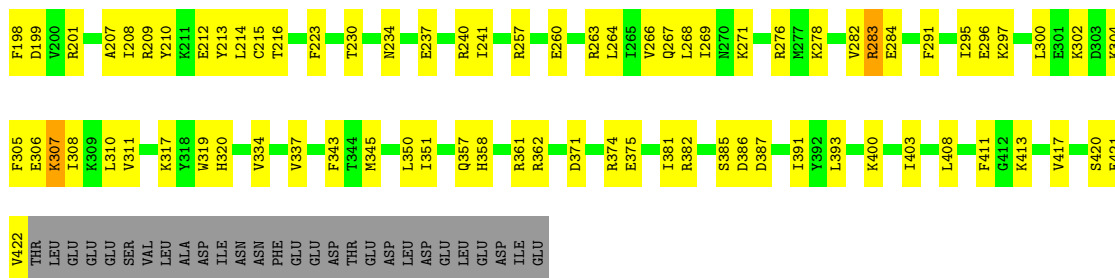 F198 D199 V200 R201 A207 I208 R209 Y210 K211 E212 Y213 L214 C215 T216 F223 T230 N234 E237 R240 I241 R257 E260 R263 L264 I265 V266 Q267 L268 I269 N270 K271 R276 M277 K278 V282 R283 E284 F291 I295 E296 K297 L300 E301 K302 D303
F305 E306 K307 I308 K309 L310 V311 K317 Y318 W319 H320 V334 V337 F343 T344 M345 L350 I351 Q357 H358 R361 R362 D371 R374 E375 I381 R382 S385 D386 D387 I391 Y392 L393 K400 I403 L408 F411 G412 K413 V417 S420
V422 THR LEU GLU GLU GLU SER VAL LEU ALA ASP ILE ASN ASN PHE GLU GLU ASP THR GLU ASP LEU ASP GLU LEU GLU ASP ILE GLU